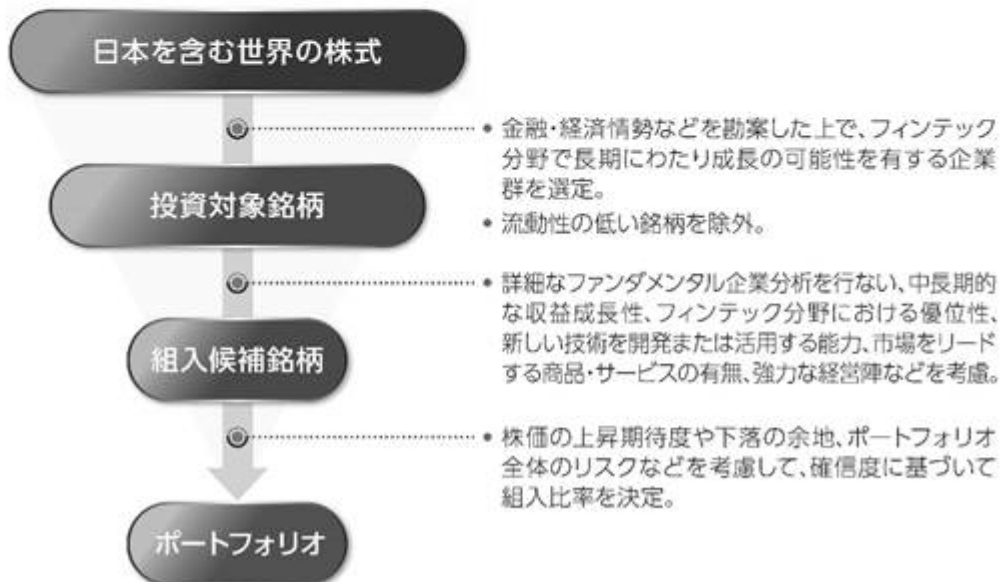 日本を含む世界の株式
• 金融・経済情勢などを勘案した上で、フィンテック
分野で長期にわたり成長の可能性を有する企業
群を選定。
投資対象銘柄
• 流動性の低い銘柄を除外。
• 詳細なファンダメンタル企業分析を行ない、中長期的
な収益成長性、フィンテック分野における優位性、
新しい技術を開発または活用する能力、市場をリード
する商品・サービスの有無、強力な経営陣などを考慮。
組入候補銘柄
• 株価の上昇期待度や下落の余地、ポートフォリオ
全体のリスクなどを考慮して、確信度に基づいて
組入比率を決定。
ポートフォリオ